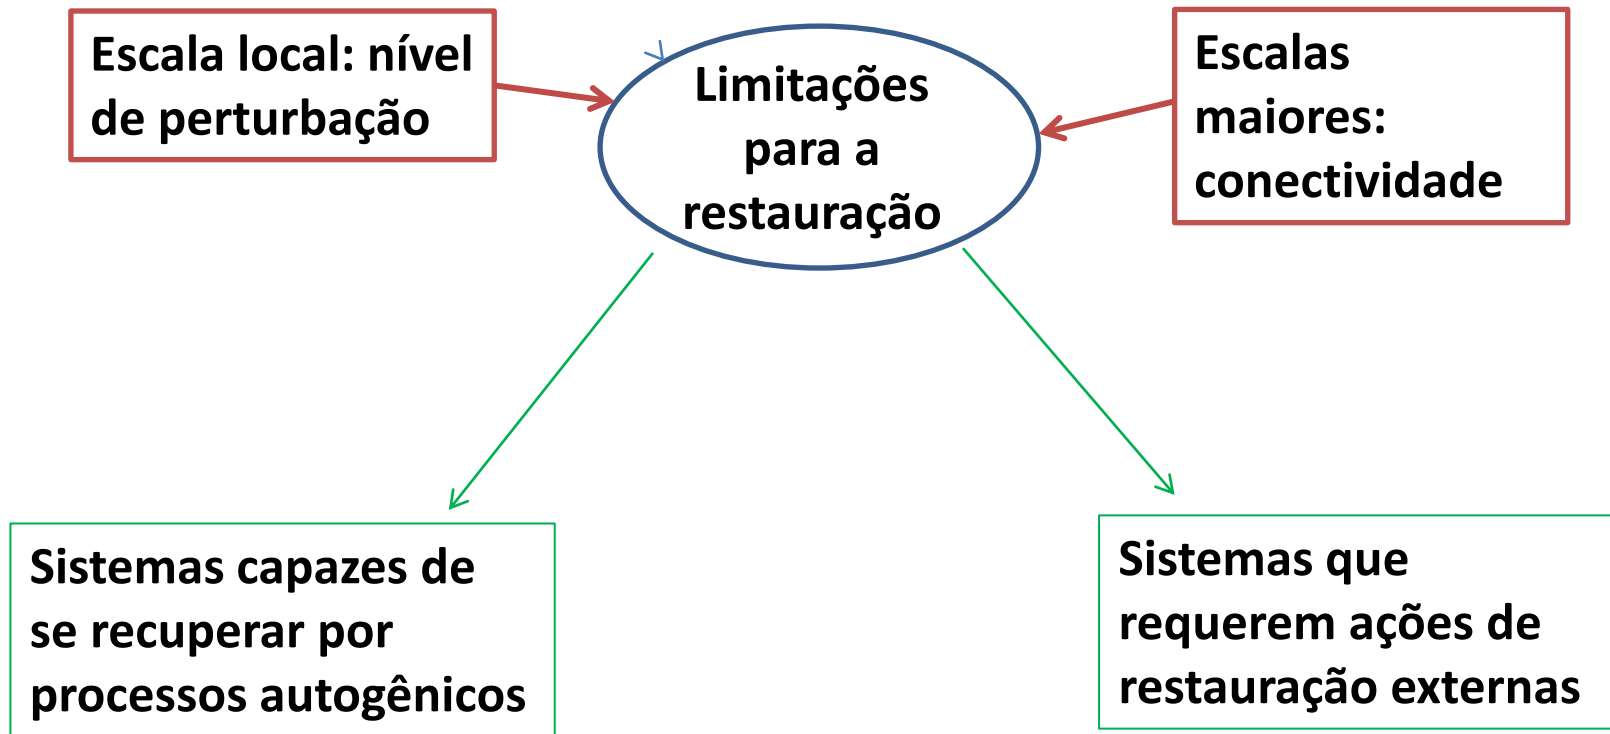 Escala local: nível
de perturbação
Limitações
para a
restauração
Escalas
maiores:
conectividade
Sistemas capazes de
se recuperar por
processos autogênicos
Sistemas que
requerem ações de
restauração externas